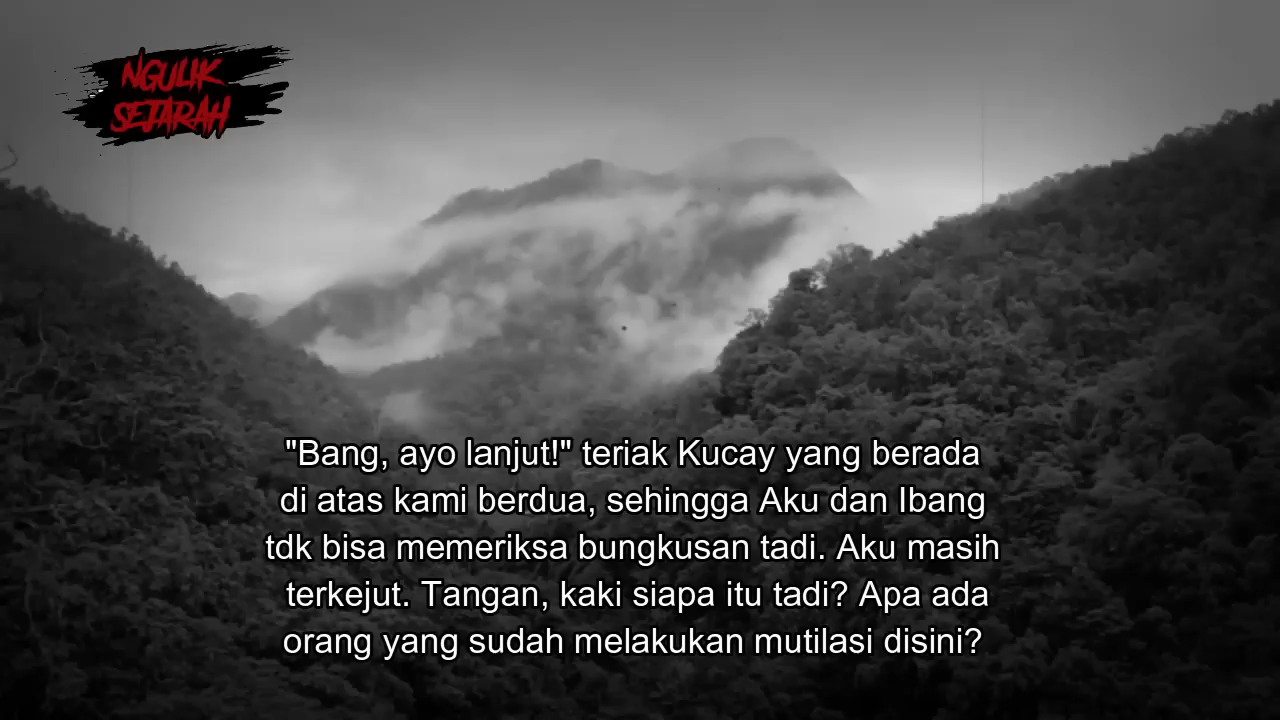 NGULIK
SEJARAH
"Bang, ayo lanjut!" teriak Kucay yang berada
di atas kami berdua, sehingga Aku dan Ibang
tdk bisa memeriksa bungkusan tadi. Aku masih
terkejut. Tangan, kaki siapa itu tadi? Apa ada
orang yang sudah melakukan mutilasi disini?